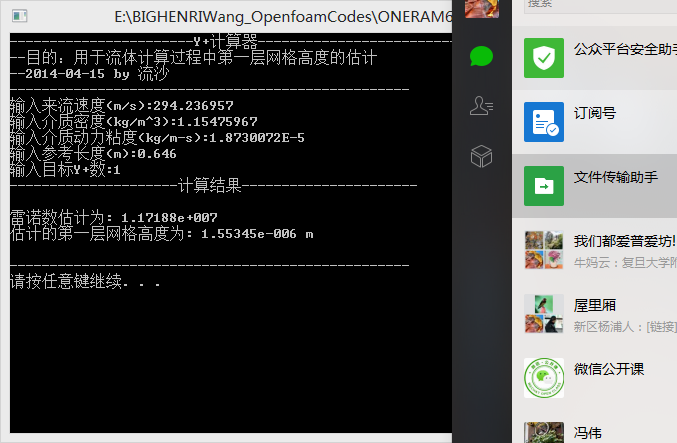 E:\BIGHENRIWang_OpenfoamCodes\ONERAM6
-----------------------Y+计算器-------------------------
--目的：用于流体计算过程中第一层网格高度的估计
--2014-04-15 by 流沙
--------------------------------------------------
输入来流速度(m/s):294.236957
输入介质密度(kg/m^3):1.15475967
输入介质动力粘度(kg/m-s):1.8730072E-5
输入参考长度(m):0.646
输入目标Y+数:1
---------------------计算结果----------------------
雷诺数估计为: 1.17188e+007
估计的第一层网格高度为: 1.55345e-006 m
--------------------------------------------------
请按任意键继续. . .
搜索
公众平台安全助手
订阅号
文件传输助手
我们都爱普爱坊!
牛妈云：复旦大学附
屋里厢
新区杨浦人：[链接]
微信公开课
冯伟